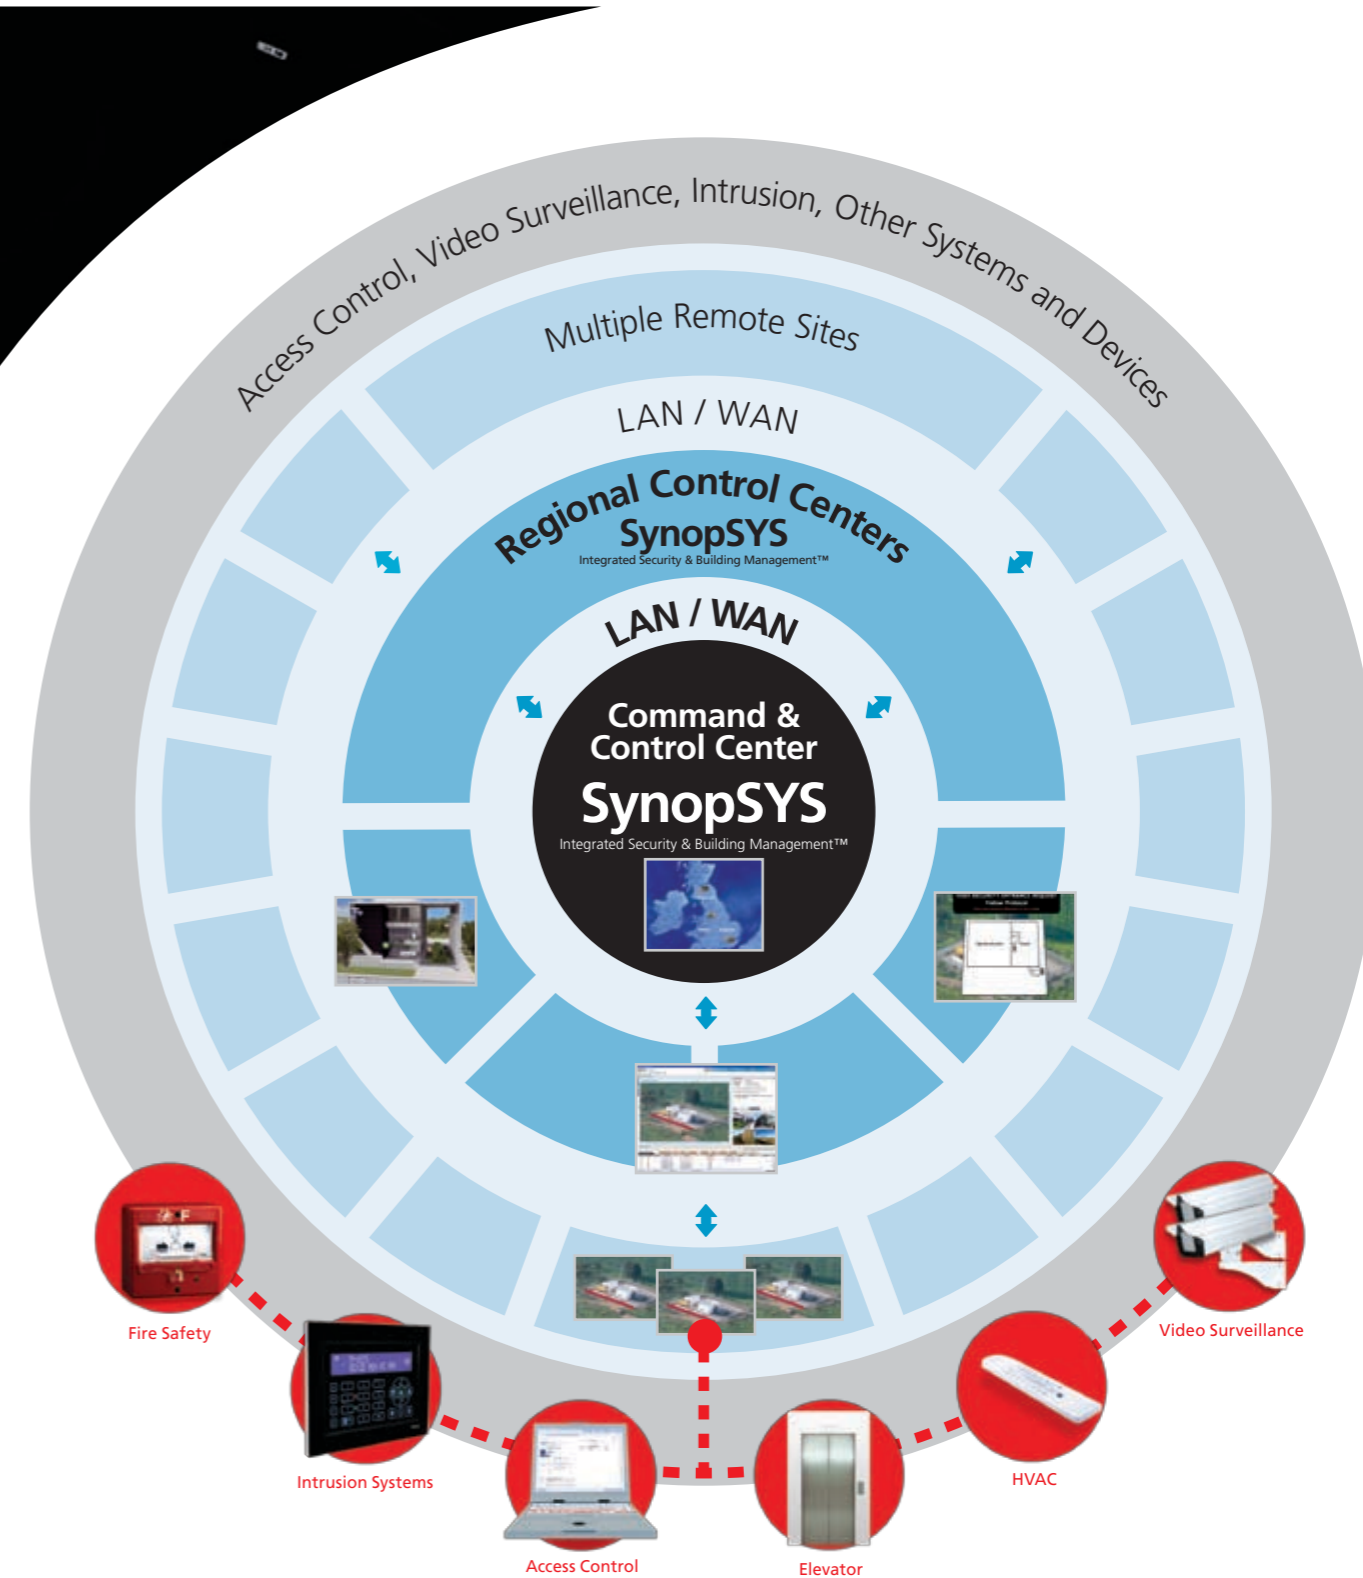 Access Control, Video Surveillance, Intrusion, Other Systems and Devices
Multiple Remote Sites
LAN / WAN
Regional Control Centers
SynopSYS
Integrated Security & Building Management™
LAN / WAN
Command &
Control Center
SynopSYS
Integrated Security & Building Management™
Follow Protocol
Fire Safety
Intrusion Systems
Access Control
Elevator
HVAC
Video Surveillance